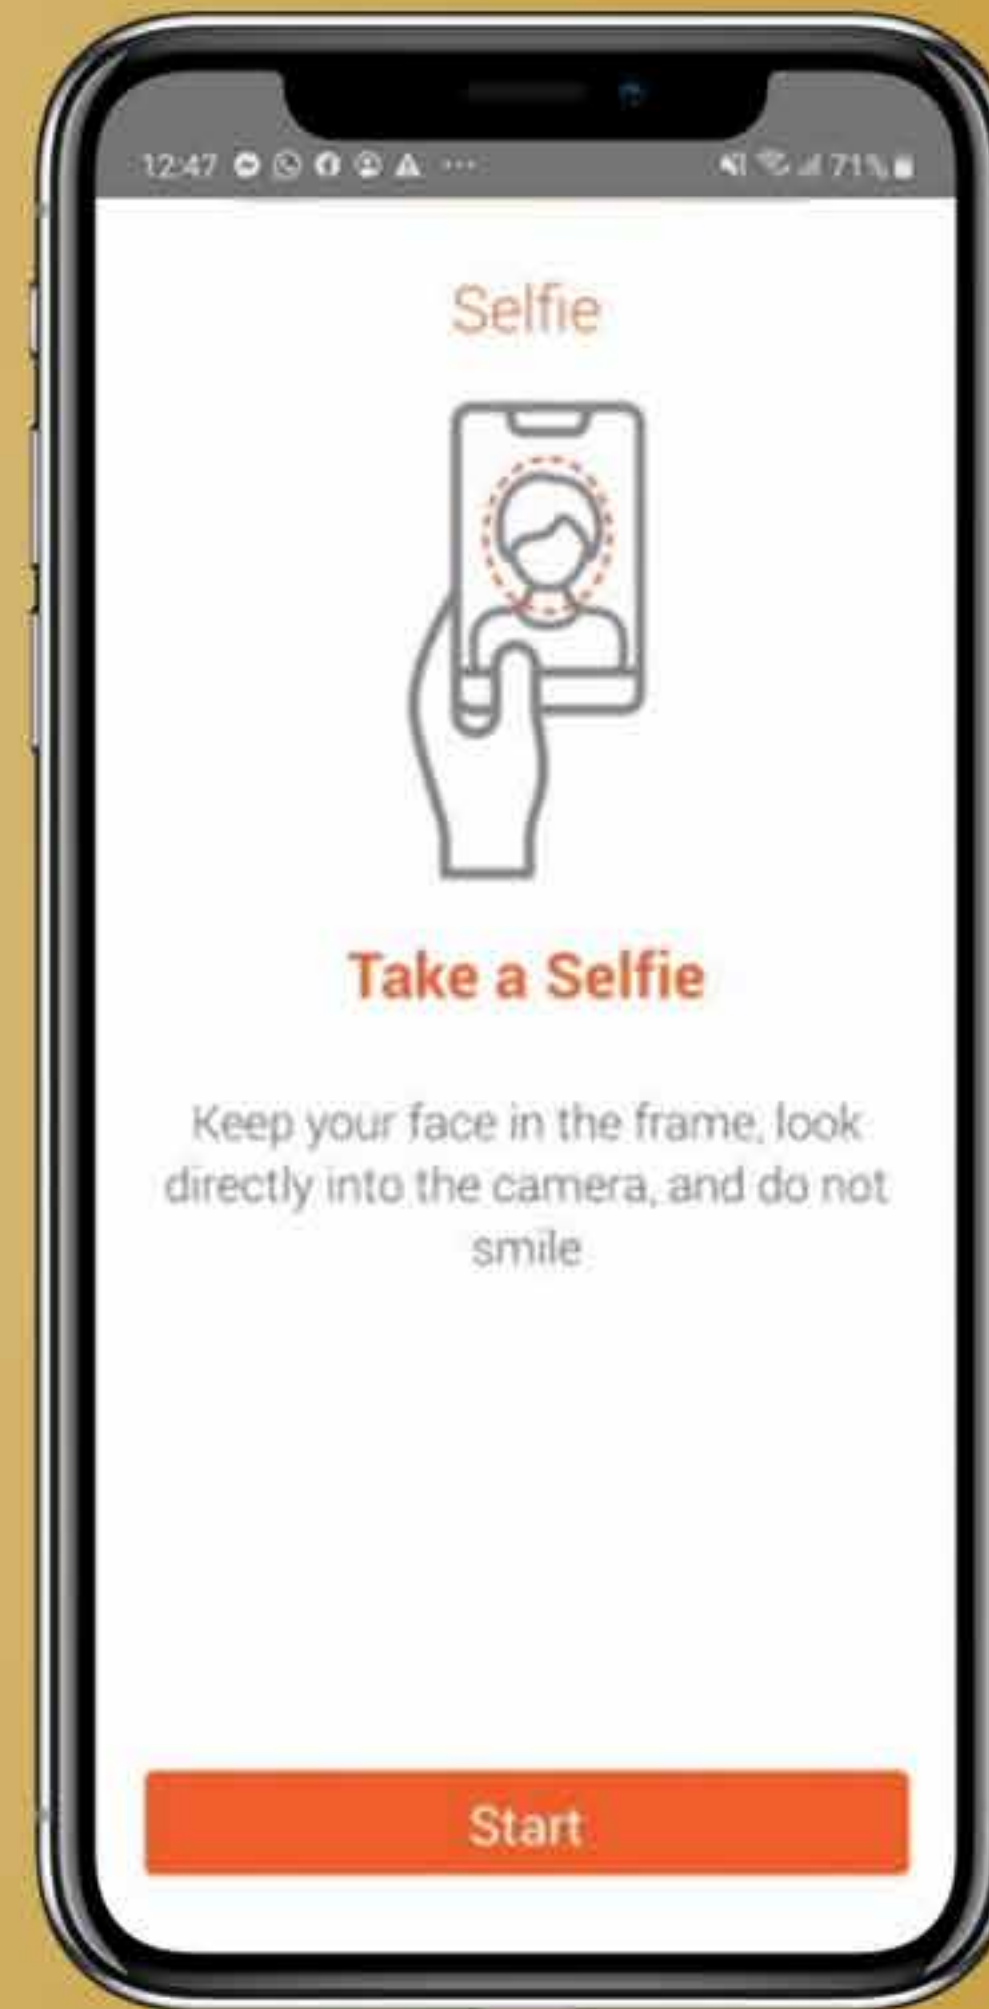 12:47 71%
Selfie
Take a Selfie
Keep your face in the frame, look
directly into the camera, and do not
smile
Start